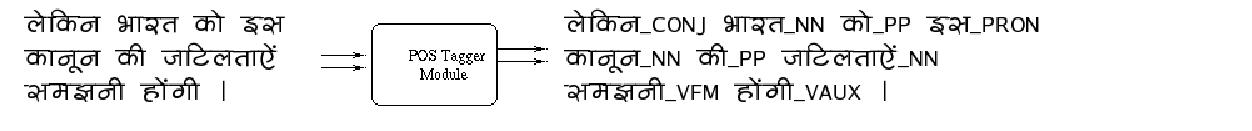 लेकिन भारत को इस
कानून की जटिलताऐं
समझनी होंगी |
POS Tagger
Module
लेकिन_CONJ भारत_NN को_PP इस_PRON
कानून_NN की_PP जटिलताऐं_NN
समझनी_VFM होंगी_VAUX |